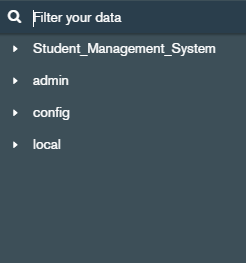 Filter your data
Student_Management_System
admin
config
local